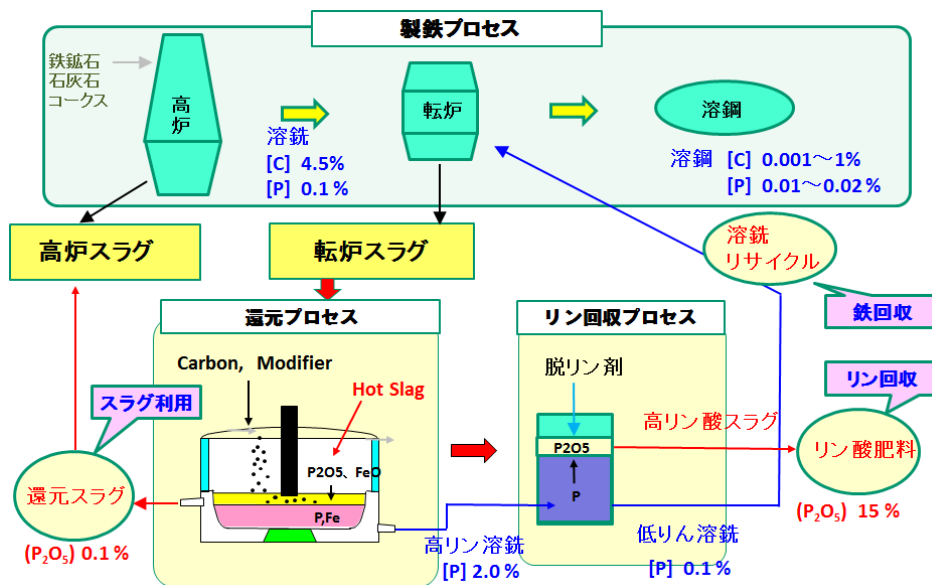 製鉄プロセス
鉄鉱石
石灰石
コークス
高
炉
転炉
溶鋼
溶銑
[C] 4.5%
[P] 0.1 %
溶鋼 [C] 0.001～1%
[P] 0.01～0.02 %
高炉スラグ
転炉スラグ
溶銑
リサイクル
鉄回収
還元プロセス
リン回収プロセス
Carbon, Modifier
Hot Slag
脱リン剤
リン回収
スラグ利用
高リン酸スラグ
P2O5、FeO
P2O5
リン酸肥料
還元スラグ
P
P,Fe
(P₂O₅) 15 %
(P₂O₅) 0.1 %
高リン溶銑
[P] 2.0 %
低りん溶銑
[P] 0.1 %